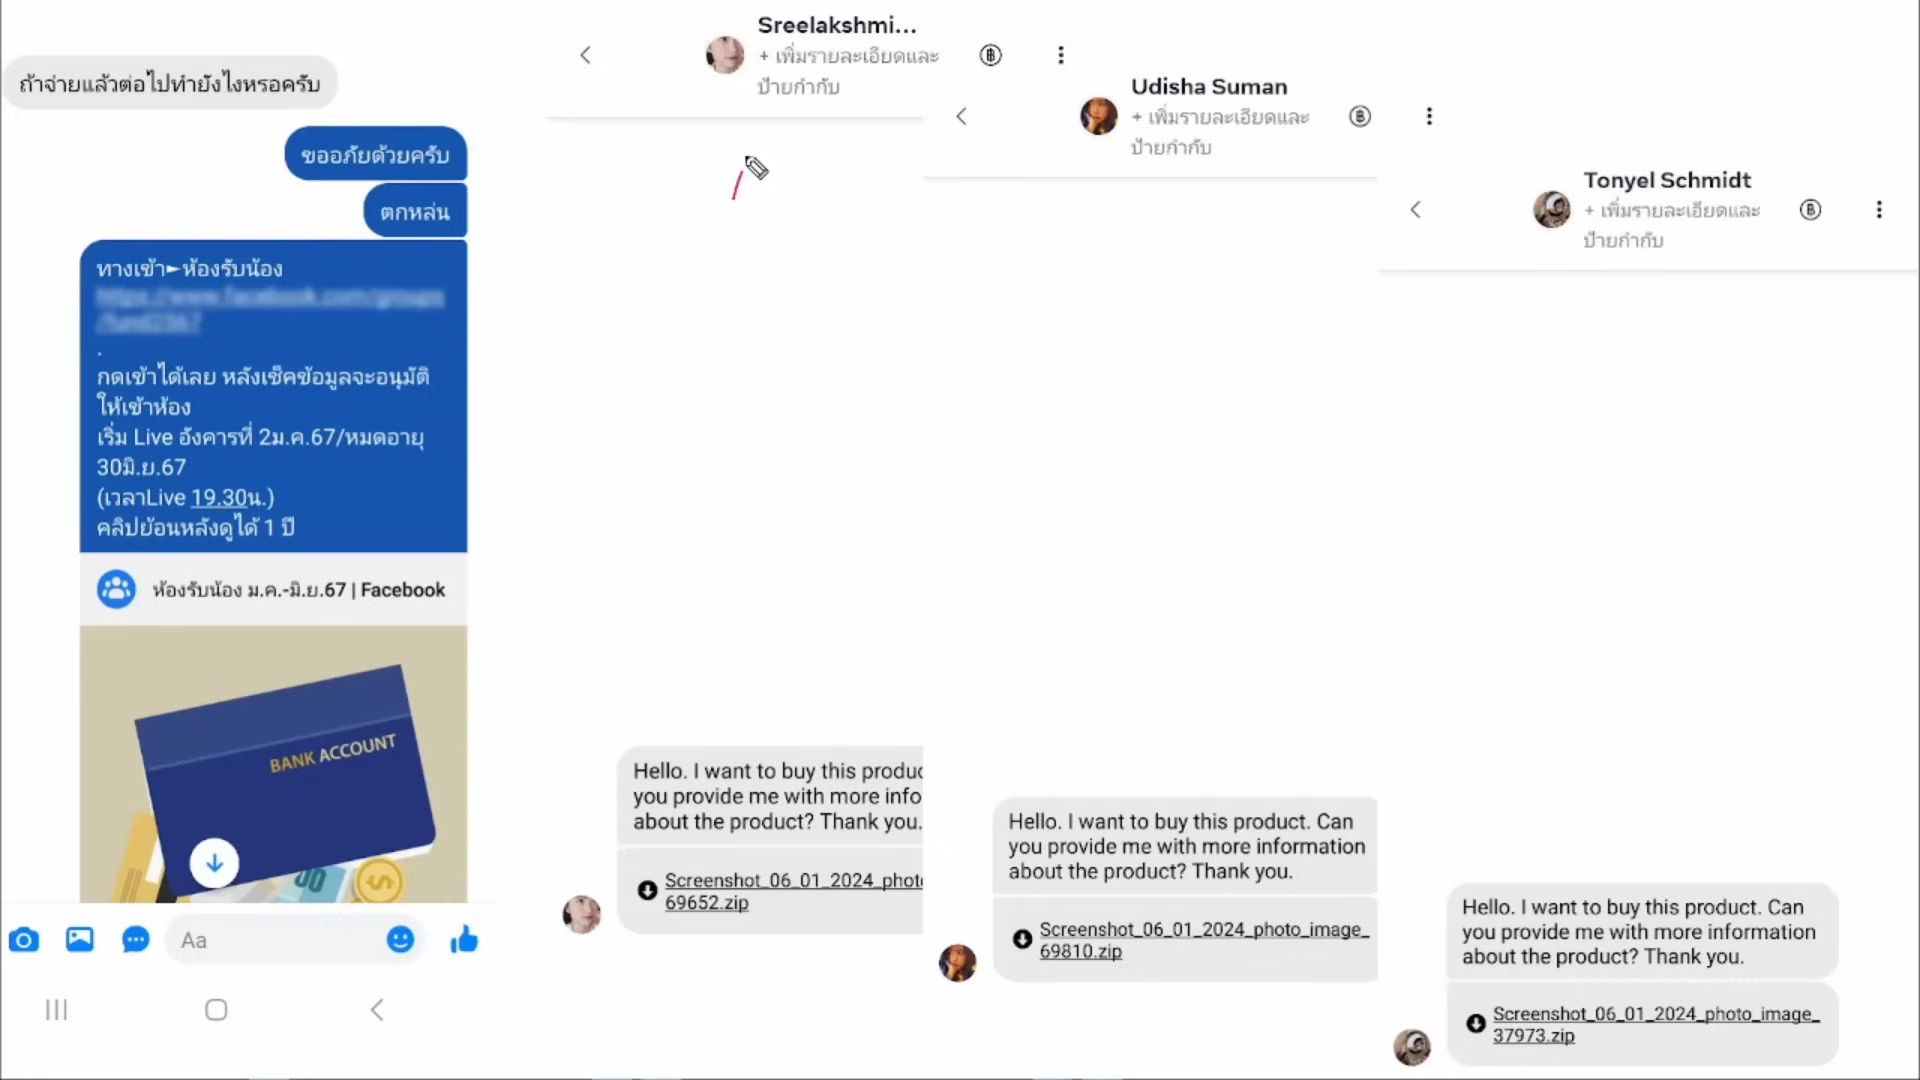 ถ้าจ่ายแล้วต่อไปทำยังไงหรอครับ
ขออภัยด้วยครับ
ตกหล่น
ทางเข้า►ห้องรับน้อง
.
กดเข้าได้เลย หลังเช็คข้อมูลจะอนุมัติ
ให้เข้าห้อง
เริ่ม Live อังคารที่ 2ม.ค.67/หมดอายุ
30มิ.ย.67
(เวลาLive 19.30น.)
คลิปย้อนหลังดูได้ 1 ปี
ห้องรับน้อง ม.ค.-มิ.ย.67 | Facebook
BANK ACCOUNT
Aa
Sreelakshmi...
+ เพิ่มรายละเอียดและ
ป้ายกำกับ
Hello. I want to buy this produc
you provide me with more info
about the product? Thank you.
Screenshot_06_01_2024_photo
69652.zip
Udisha Suman
+ เพิ่มรายละเอียดและ
ป้ายกำกับ
Hello. I want to buy this product. Can
you provide me with more information
about the product? Thank you.
Screenshot_06_01_2024_photo_image_
69810.zip
Tonyel Schmidt
+ เพิ่มรายละเอียดและ
ป้ายกำกับ
Hello. I want to buy this product. Can
you provide me with more information
about the product? Thank you.
Screenshot_06_01_2024_photo_image_
37973.zip